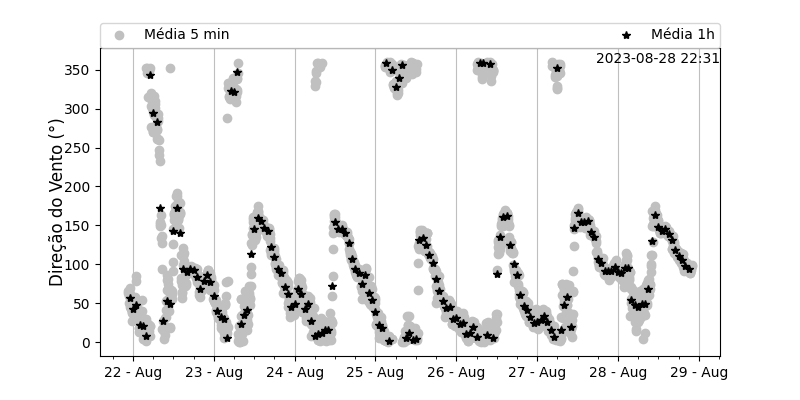 Média 5 min
Média 1h
2023-08-28 22:31
Direção do Vento (°)
350
300
250
200
150
100
50
0
22 - Aug
23 - Aug
24 - Aug
25 - Aug
26 - Aug
27 - Aug
28 - Aug
29 - Aug